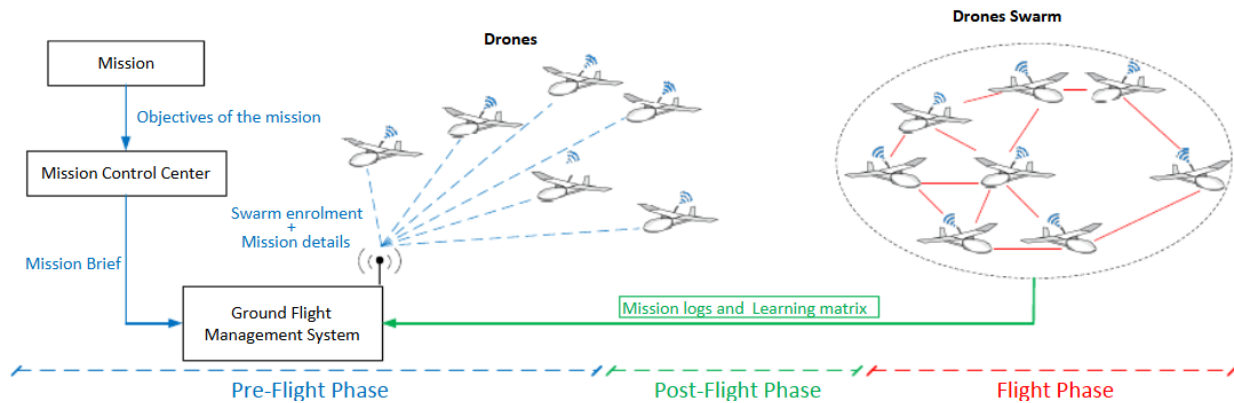 Drones Swarm
Drones
Mission
Objectives of the mission
Mission Control Center
Swarm enrolment
+
Mission details
Mission Brief
Ground Flight
Management System
Mission logs and Learning matrix
Pre-Flight Phase
Post-Flight Phase
Flight Phase